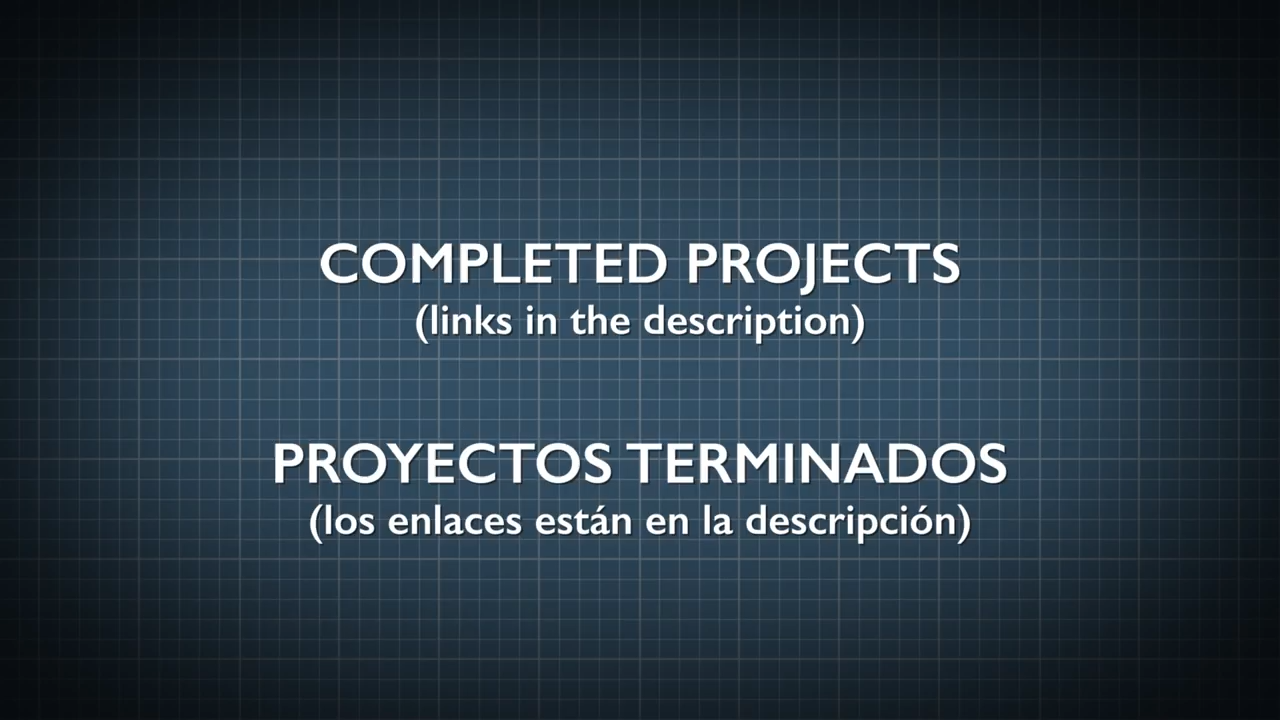 COMPLETED PROJECTS
(links in the description)
PROYECTOS TERMINADOS
(los enlaces están en la descripción)